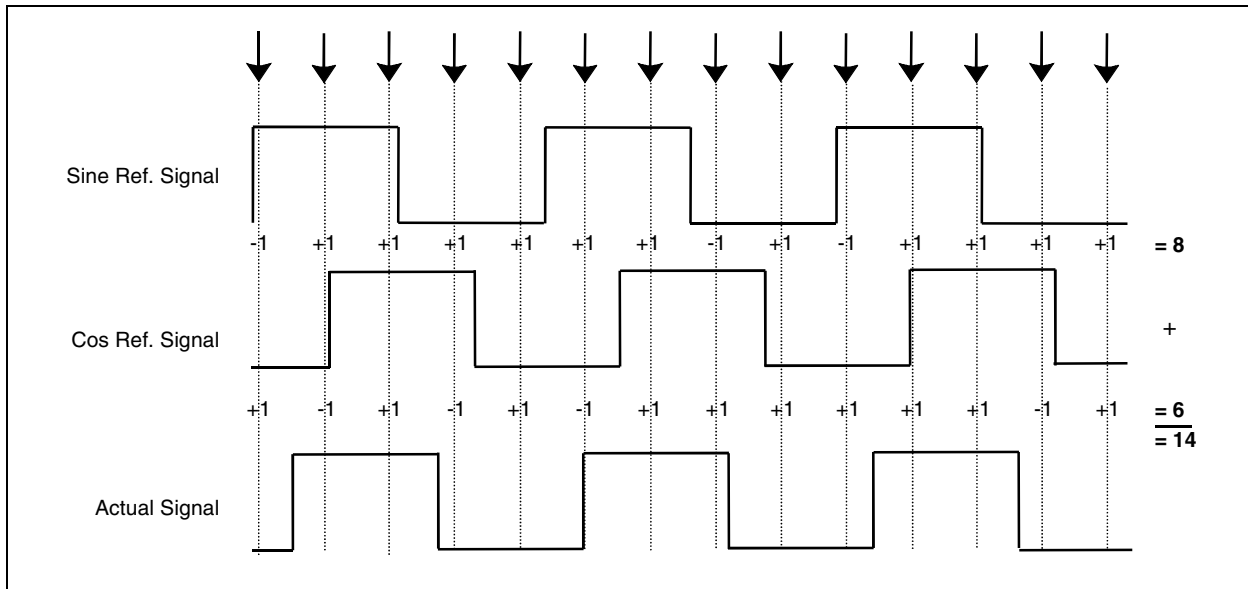 Sine Ref. Signal
-1 +1 +1 +1 +1 +1 +1 -1 +1 -1 +1 +1 +1 +1 = 8
Cos Ref. Signal
+
+1 -1 +1 -1 +1 -1 +1 +1 +1 +1 +1 +1 -1 +1 = 6
= 14
Actual Signal